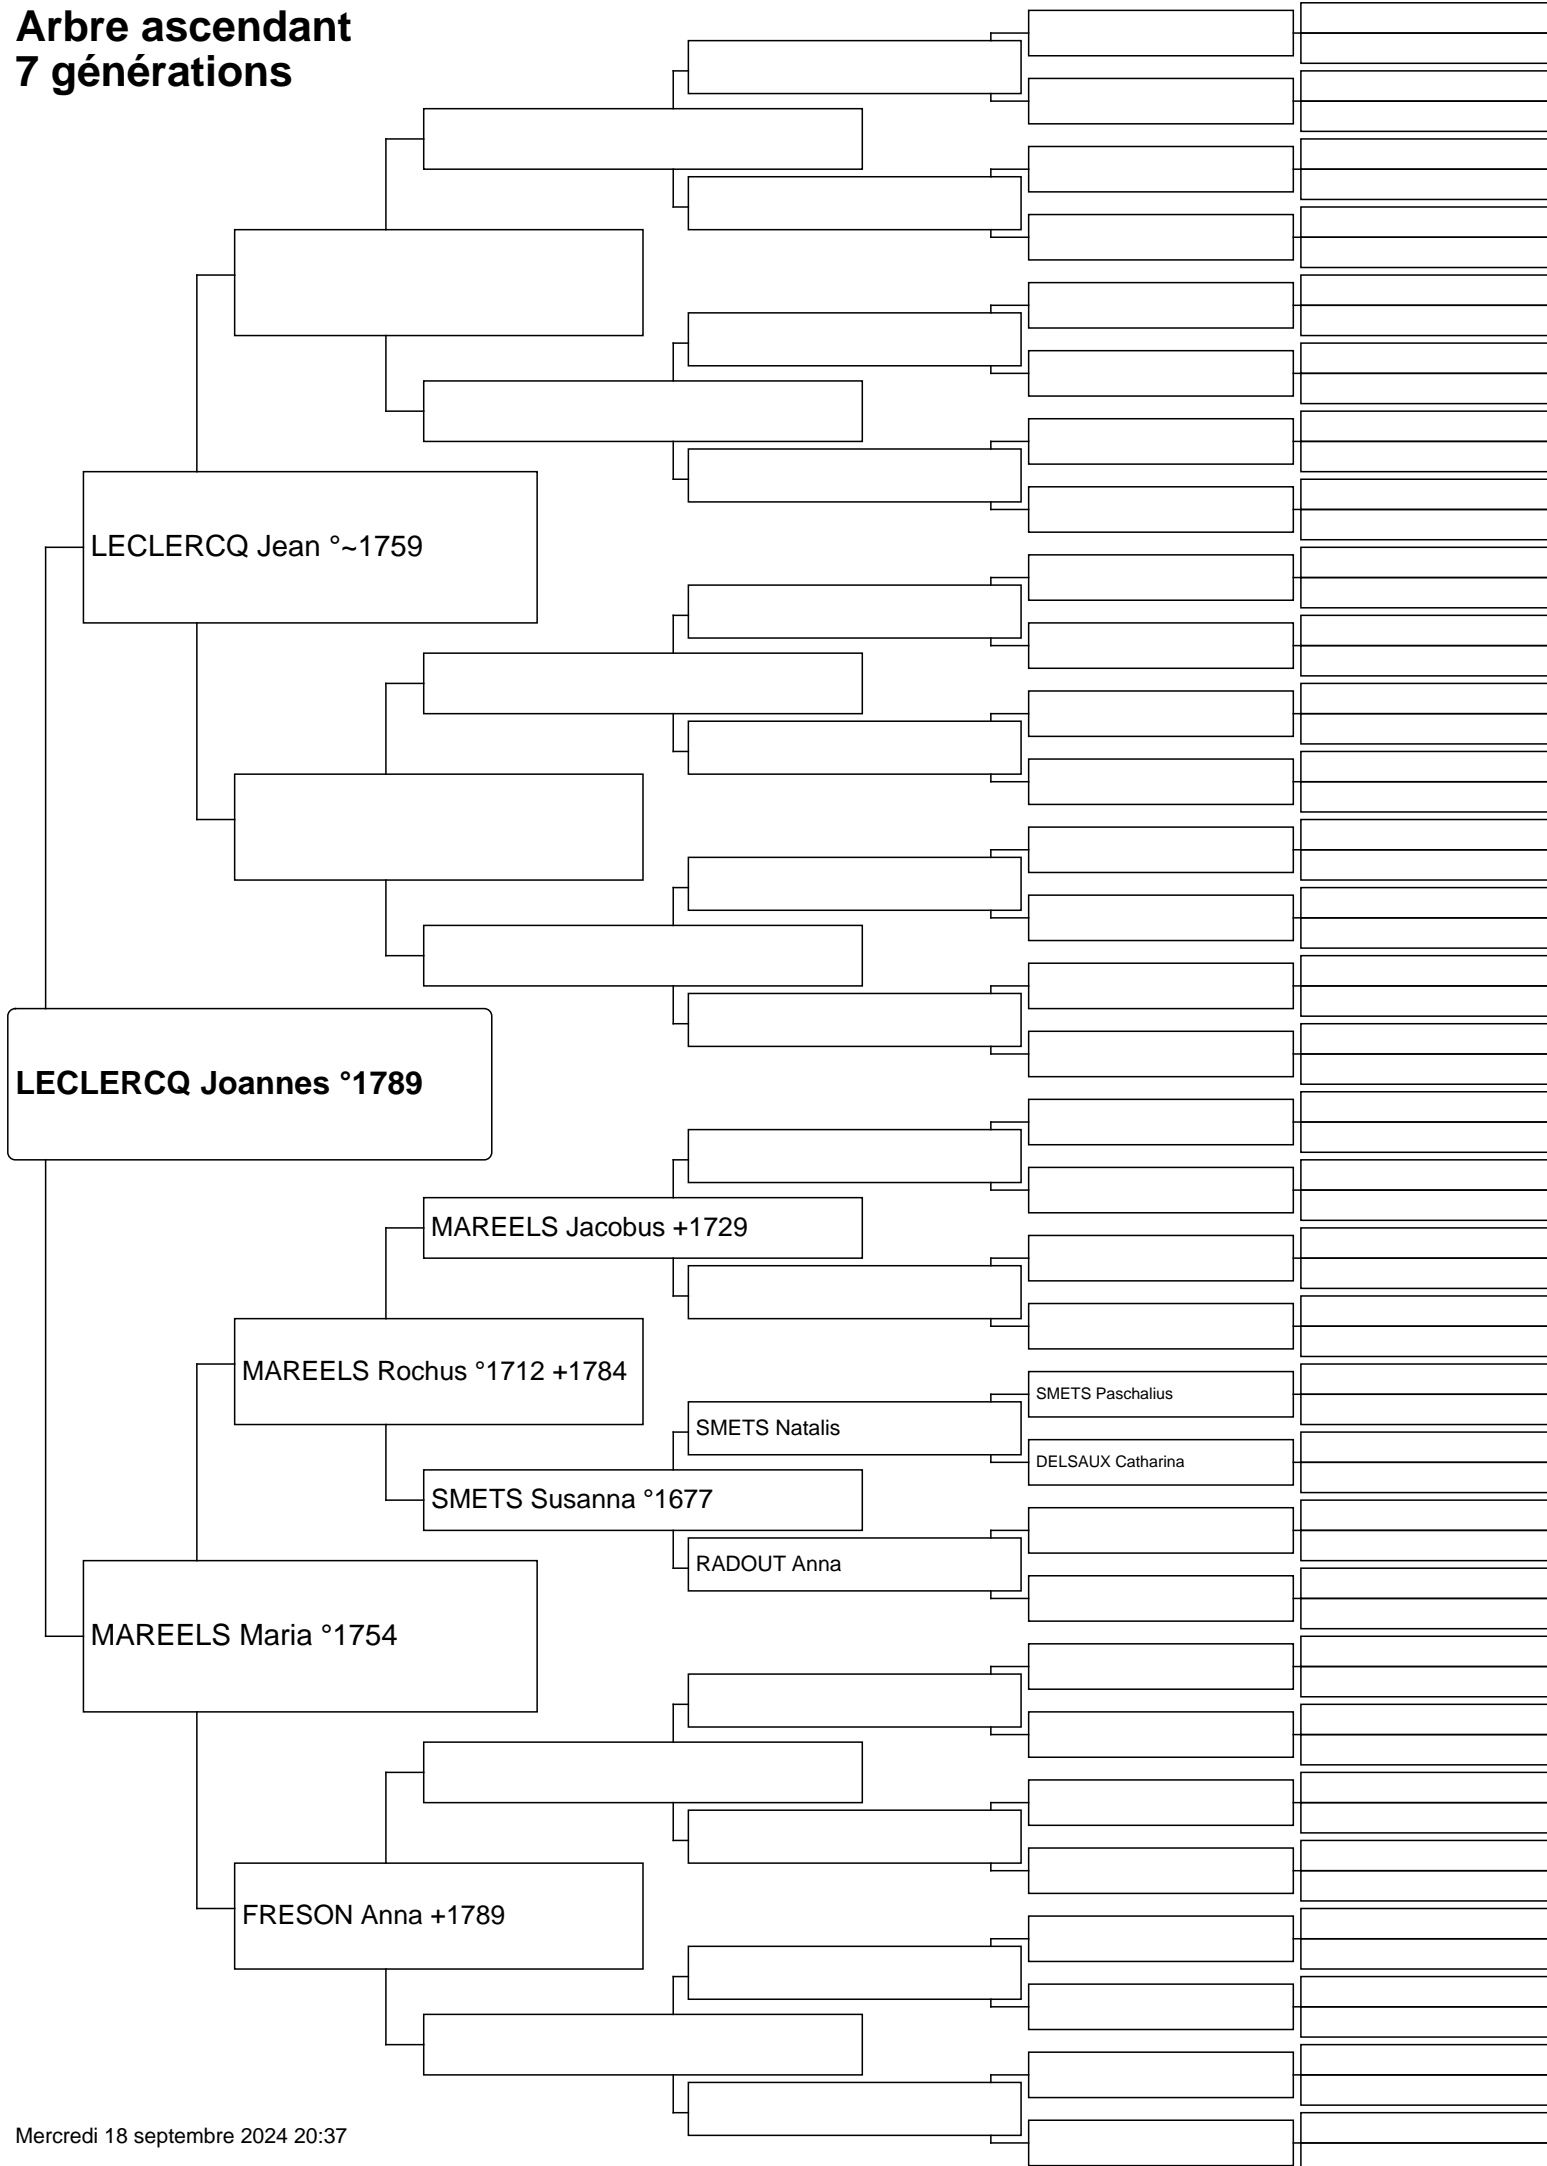 Arbre ascendant
7 générations
LECLERCQ Jean °~1759
LECLERCQ Joannes °1789
MAREELS Jacobus +1729
MAREELS Rochus °1712 +1784
SMETS Paschalius
SMETS Natalis
DELSAUX Catharina
SMETS Susanna °1677
RADOUT Anna
MAREELS Maria °1754
FRESON Anna +1789
Mercredi 18 septembre 2024 20:37